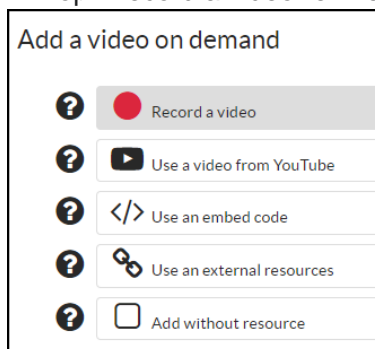 Add a video on demand
Record a video
Use a video from YouTube
</> Use an embed code
Use an external resources
Add without resource